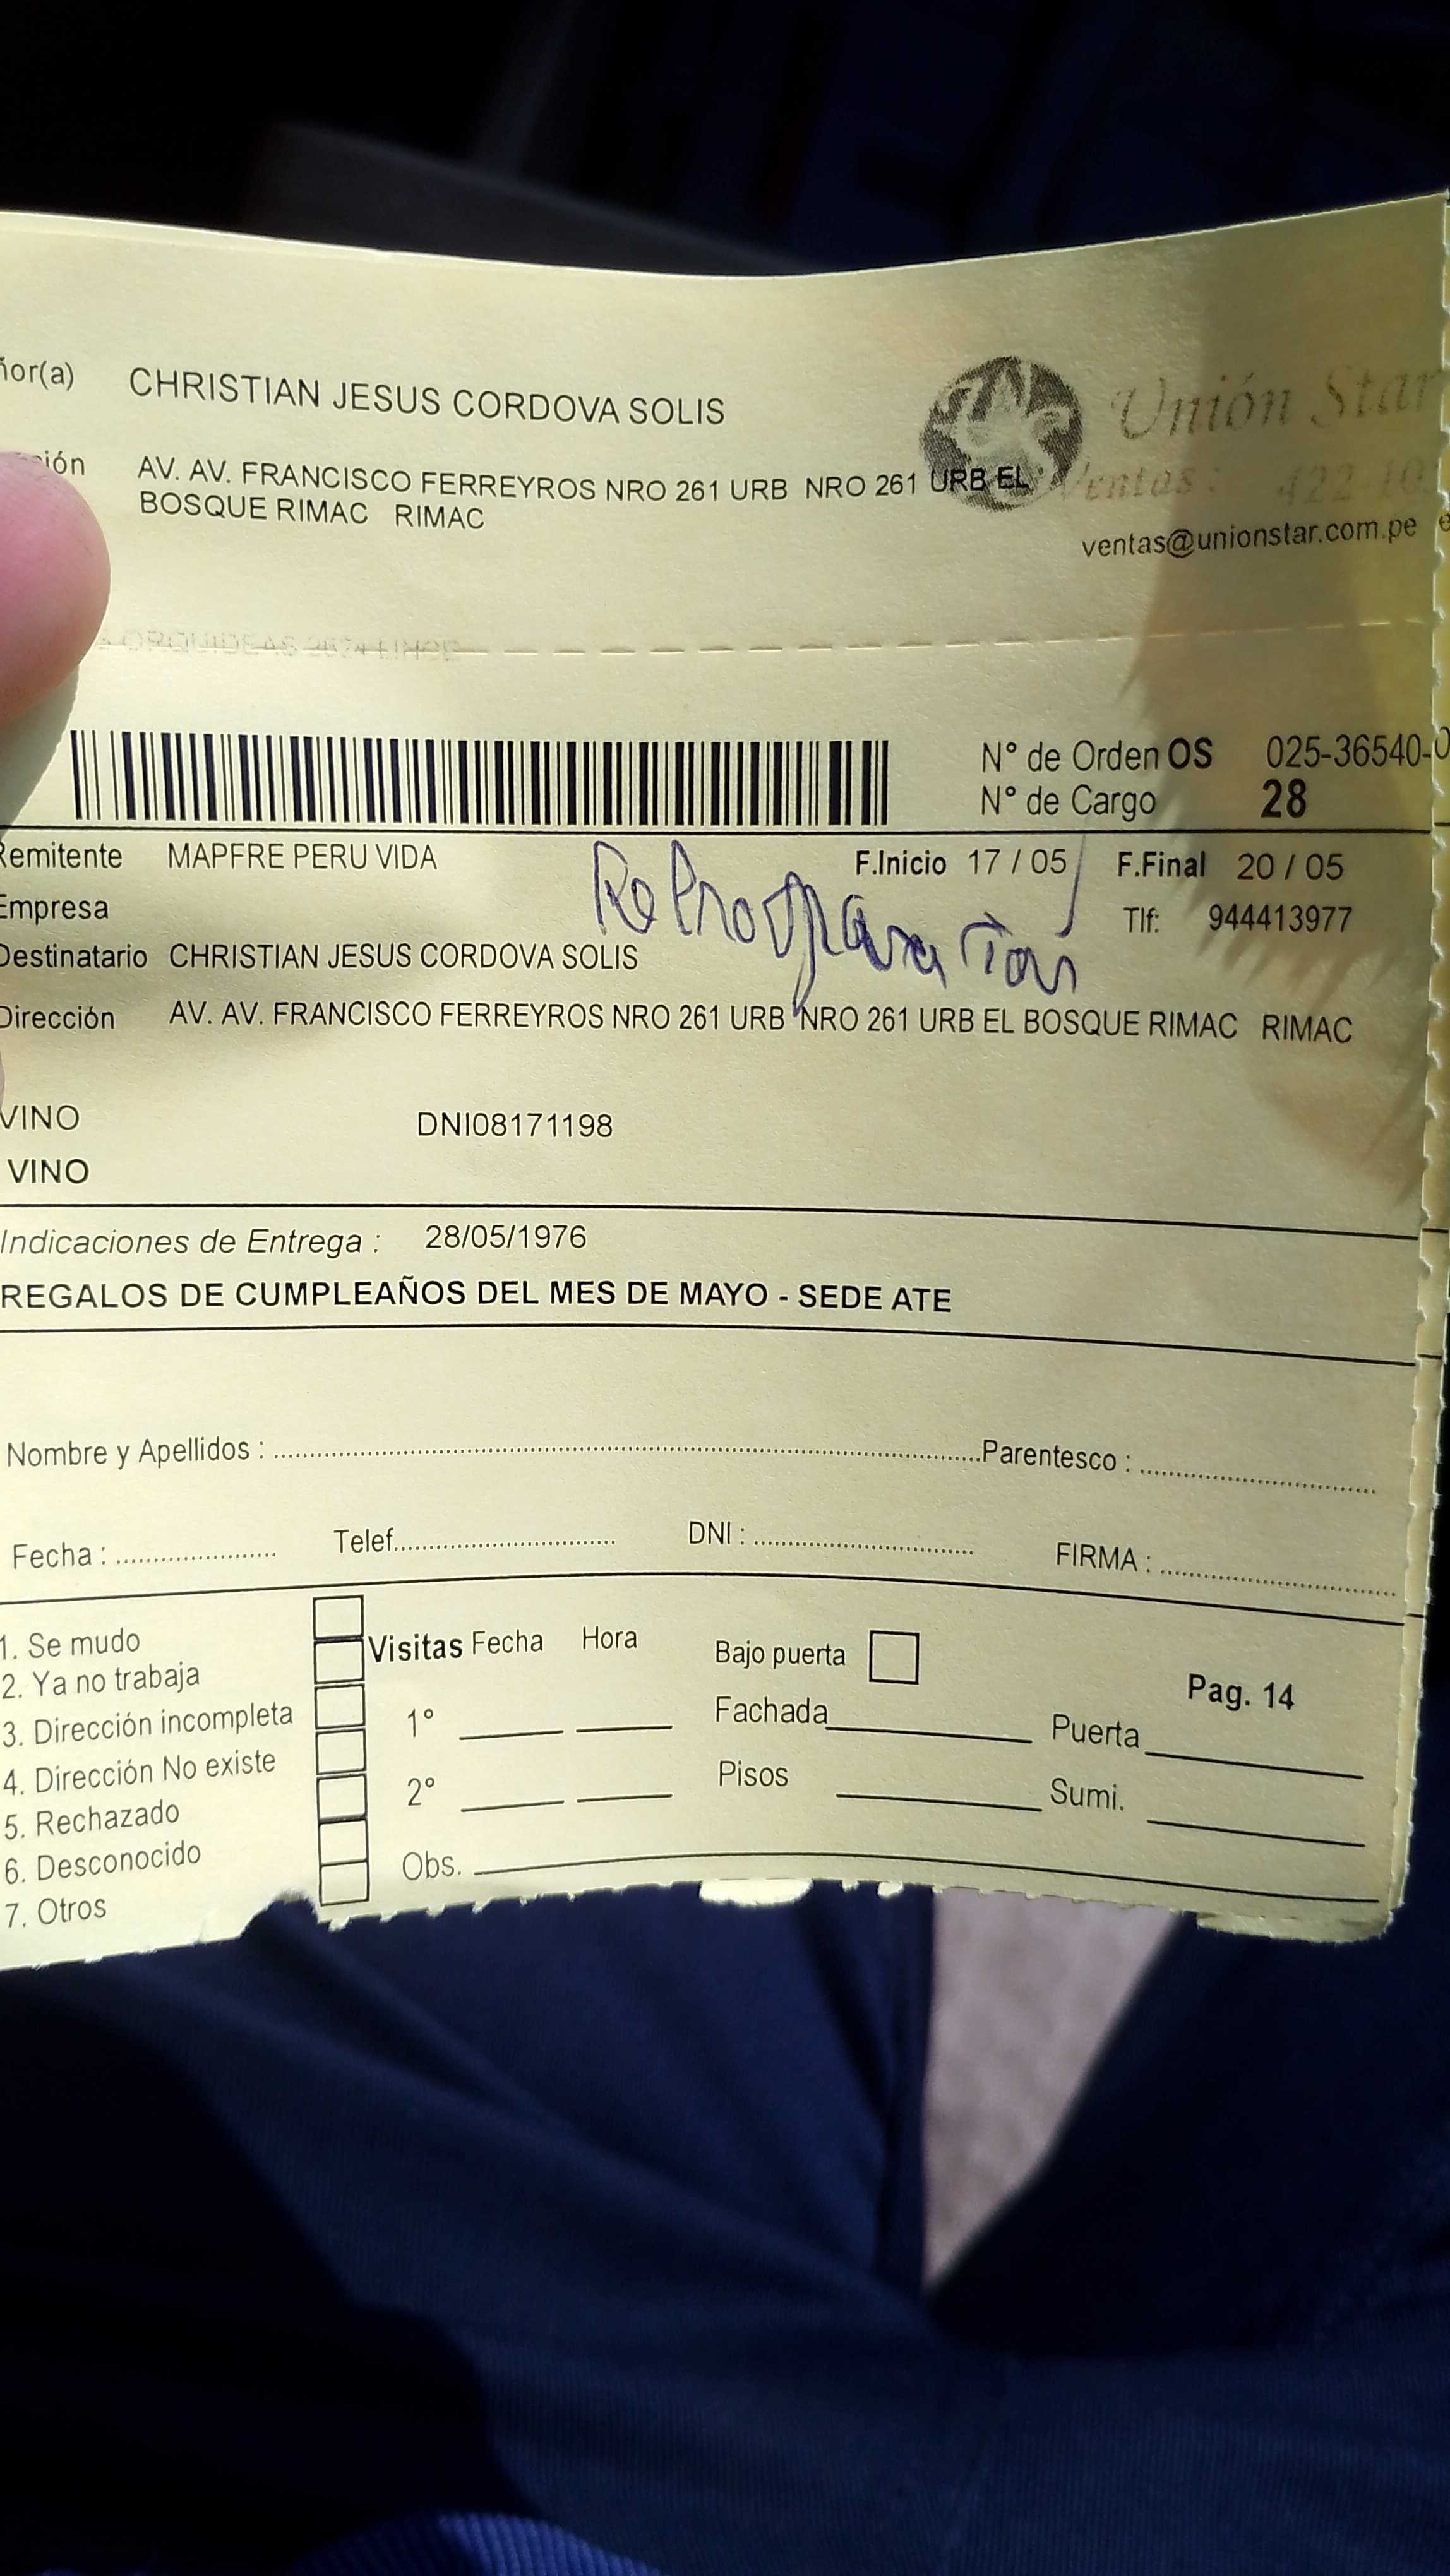 ñor(a) CHRISTIAN JESUS CORDOVA SOLIS
Unión Star
ión AV. AV. FRANCISCO FERREYROS NRO 261 URB NRO 261 URB EL
BOSQUE RIMAC RIMAC
Ventas : 422
ventas@unionstar.com.pe
ORQUIDEAS LINCE
N° de Orden OS 025-36540-0
N° de Cargo 28
Remitente MAPFRE PERU VIDA F.Inicio 17 / 05 F.Final 20 / 05
Empresa Tlf: 944413977
Destinatario CHRISTIAN JESUS CORDOVA SOLIS
Dirección AV. AV. FRANCISCO FERREYROS NRO 261 URB NRO 261 URB EL BOSQUE RIMAC RIMAC
VINO DNI08171198
VINO
Indicaciones de Entrega : 28/05/1976
REGALOS DE CUMPLEAÑOS DEL MES DE MAYO - SEDE ATE
Nombre y Apellidos : Parentesco :
Fecha : Telef. DNI : FIRMA :
1. Se mudo
2. Ya no trabaja
3. Dirección incompleta
4. Dirección No existe
5. Rechazado
6. Desconocido
7. Otros
Visitas Fecha Hora
1°
2°
Obs.
Bajo puerta
Fachada
Pisos
Pag. 14
Puerta
Sumi.